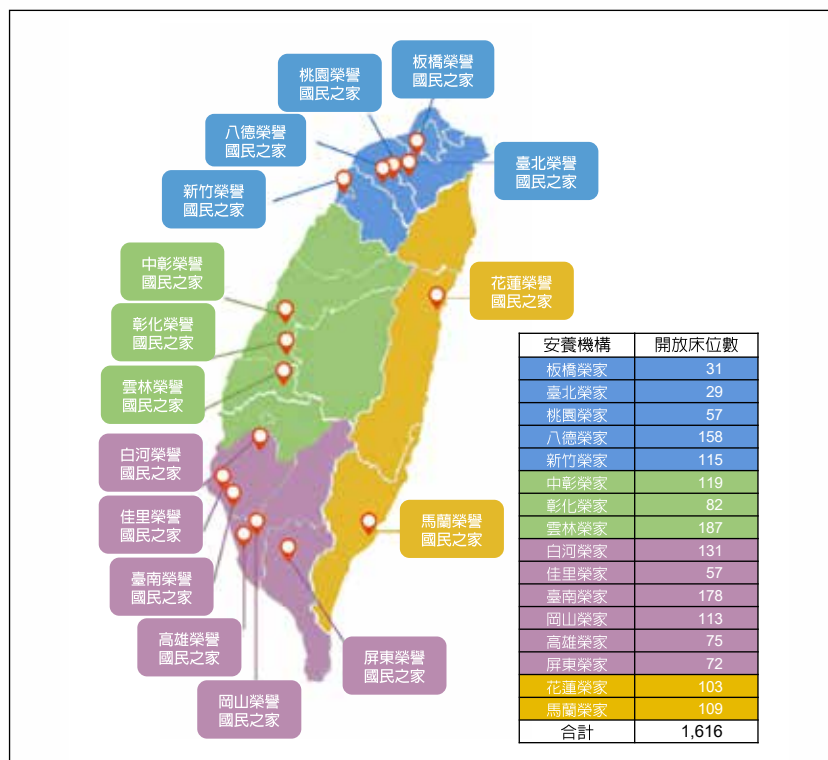 板橋榮譽
國民之家
桃園榮譽
國民之家
八德榮譽
國民之家
臺北榮譽
國民之家
新竹榮譽
國民之家
中彰榮譽
國民之家
花蓮榮譽
國民之家
彰化榮譽
國民之家
雲林榮譽
國民之家
白河榮譽
國民之家
佳里榮譽
國民之家
馬蘭榮譽
國民之家
臺南榮譽
國民之家
高雄榮譽
國民之家
屏東榮譽
國民之家
岡山榮譽
國民之家
安養機構 開放床位數
板橋榮家 31
臺北榮家 29
桃園榮家 57
八德榮家 158
新竹榮家 115
中彰榮家 119
彰化榮家 82
雲林榮家 187
白河榮家 131
佳里榮家 57
臺南榮家 178
岡山榮家 113
高雄榮家 75
屏東榮家 72
花蓮榮家 103
馬蘭榮家 109
合計 1,616